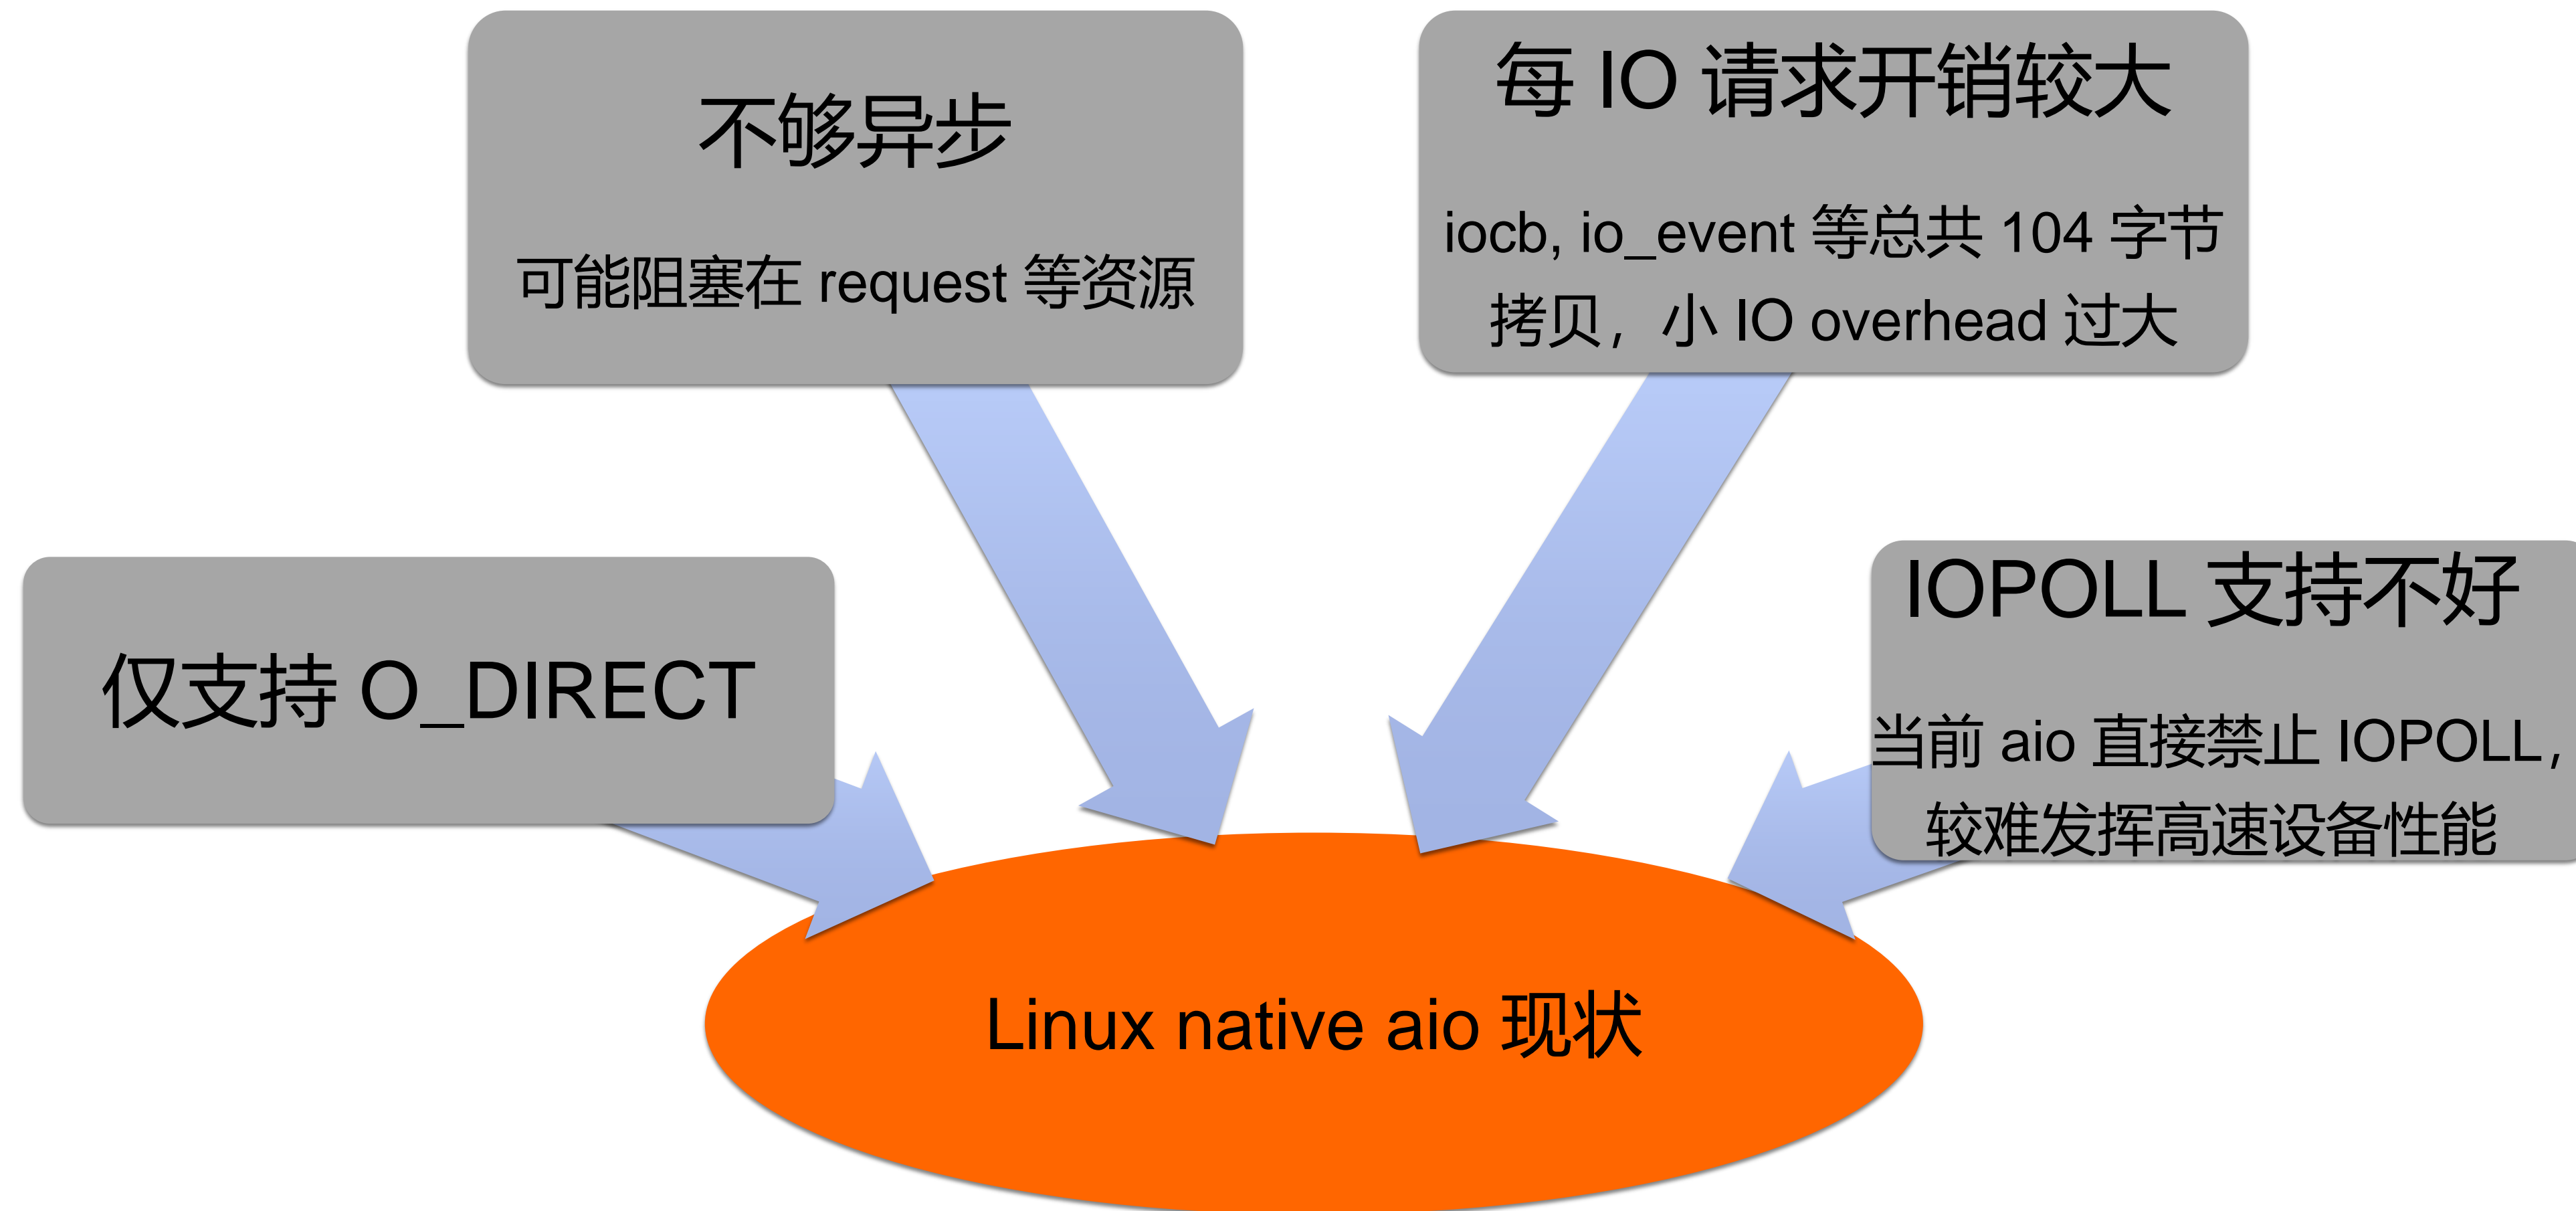 不够异步
可能阻塞在 request 等资源
每 IO 请求开销较大
iocb, io_event 等总共 104 字节
拷贝，小 IO overhead 过大
仅支持 O_DIRECT
IOPOLL 支持不好
当前 aio 直接禁止 IOPOLL，
较难发挥高速设备性能
Linux native aio 现状